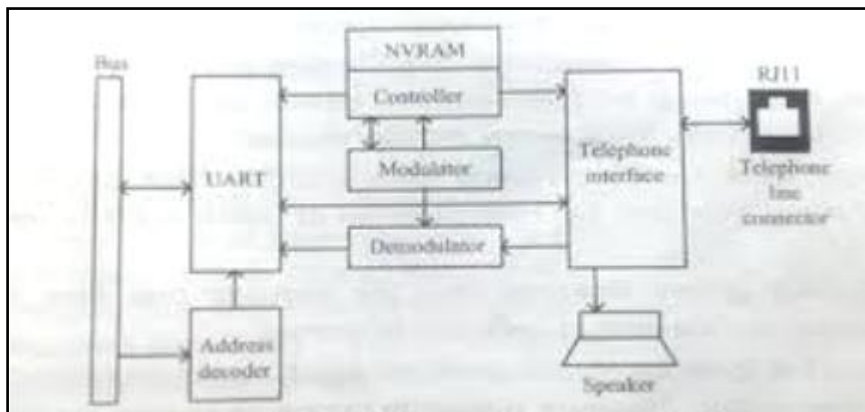 NVRAM
Bus
RJ11
Controller
UART
Modulator
Telephone
interface
Telephone
line
connector
Demodulator
Address
decoder
Speaker